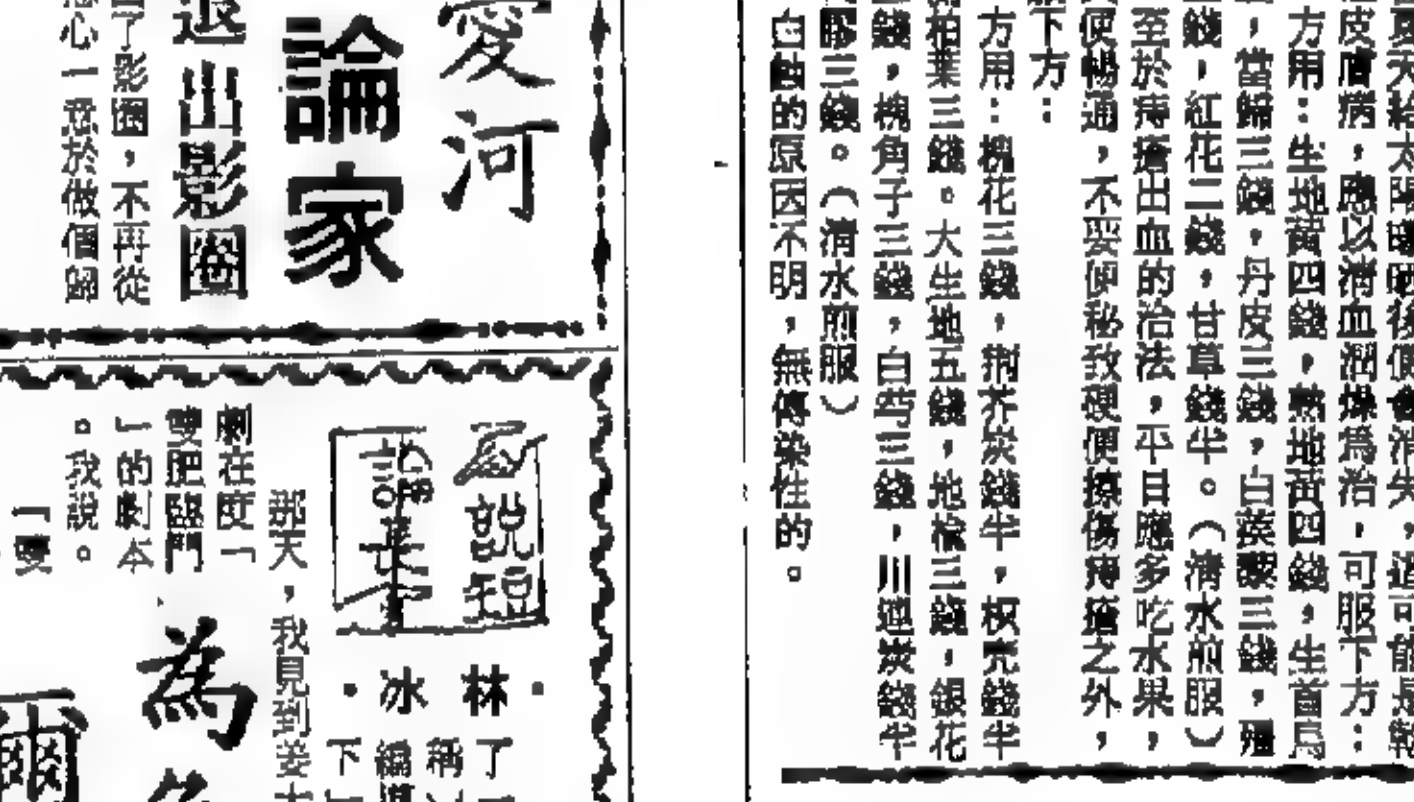 夏天給太陽曬晒後便會消失，這可能是
皮膚病，應以清血潤燥為治，可服下方：
方用：生地黃四錢，熟地黃四錢，生首烏
，當歸三錢，丹皮三錢，白蒺藜三錢，殭
錢，紅花二錢，甘草錢半。（清水煎服）
至於痔瘡出血的治法，平日應多吃水果，
便暢通，不要便秘致硬便擦傷痔瘡之外，
下方：
方用：槐花三錢，荆芥炭錢半，枳壳錢半
柏葉三錢。大生地五錢，地榆三錢，銀花
錢，槐角子三錢，白芍三錢，川連炭錢半
膠三錢。（清水煎服）
白蝕的原因不明，無傳染性的。
愛河
論家
退出影圈
了影圈，不再從
心一意於做個歸
說短
林冰
了
稱
編
下
那天，我見到姜大
劇在度「
雙肥臨門
」的劇本
。我說。
「雙
為
爾